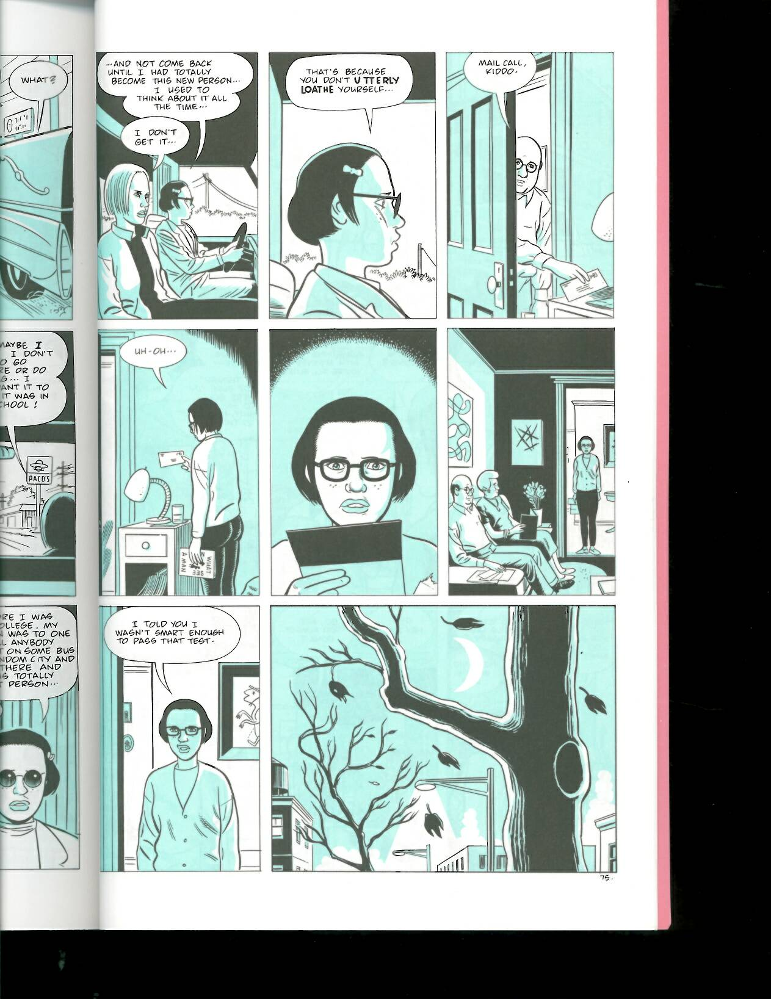 WHAT?
MAYBE I
I DON'T
GO
RE OR DO
G... I
ANT IT TO
IT WAS IN
CHOOL!
PACO'S
RE I WAS
OLLEGE, MY
WAS TO ONE
ANYBODY
ON SOME BUS
NDOM CITY AND
THERE AND
S TOTALLY
PERSON...
...AND NOT COME BACK
UNTIL I HAD TOTALLY
BECOME THIS NEW PERSON...
I USED TO
THINK ABOUT IT ALL
THE TIME...
I DON'T
GET IT...
THAT'S BECAUSE
YOU DON'T UTTERLY
LOATHE YOURSELF...
MAIL CALL,
KIDDO.
UH-OH...
WHAT
A MAN
SEE
I TOLD YOU I
WASN'T SMART ENOUGH
TO PASS THAT TEST.
75.